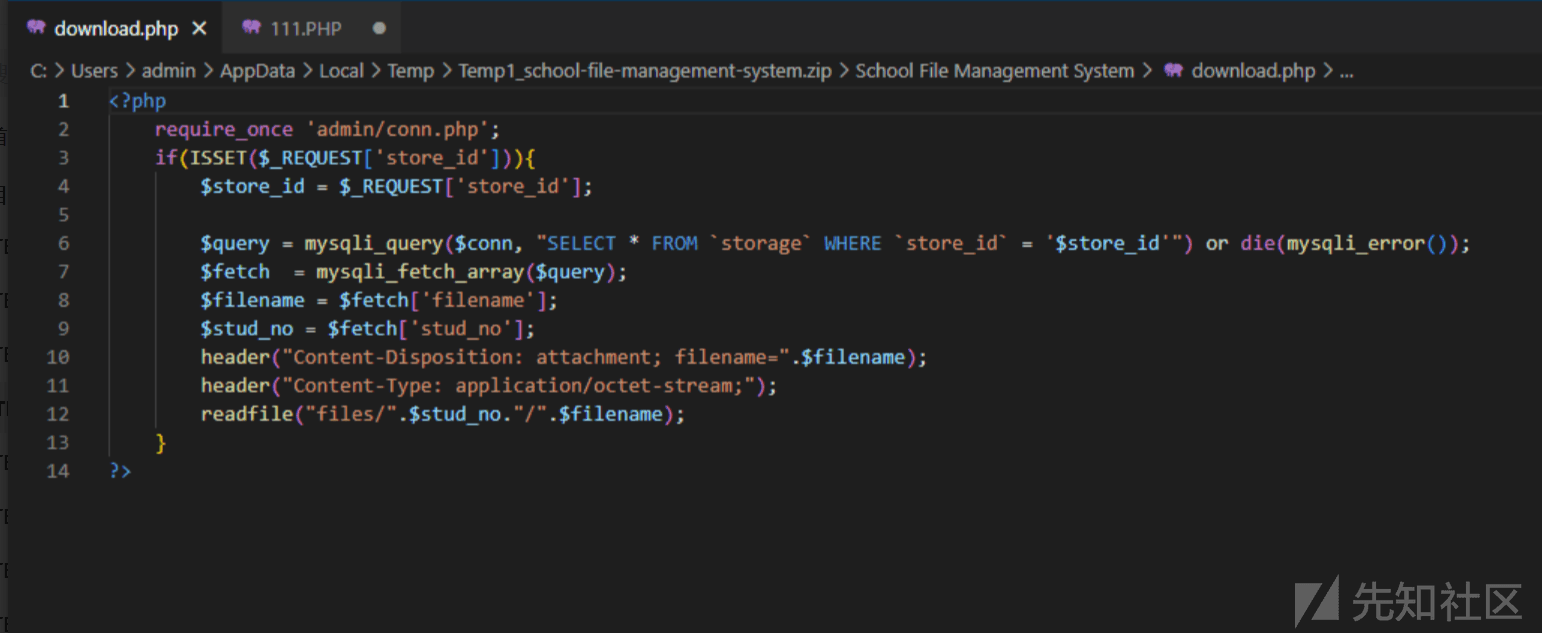 download.php ×
111.PHP ●
C: > Users > admin > AppData > Local > Temp > Temp1_school-file-management-system.zip > School File Management System > download.php > ...
1 <?php
2 require_once 'admin/conn.php';
3 if(ISSET($_REQUEST['store_id'])){
4 $store_id = $_REQUEST['store_id'];
5
6 $query = mysqli_query($conn, "SELECT * FROM `storage` WHERE `store_id` = '$store_id'") or die(mysqli_error());
7 $fetch  = mysqli_fetch_array($query);
8 $filename = $fetch['filename'];
9 $stud_no = $fetch['stud_no'];
10 header("Content-Disposition: attachment; filename=".$filename);
11 header("Content-Type: application/octet-stream;");
12 readfile("files/".$stud_no."/".$filename);
13 }
14 ?>
先知社区